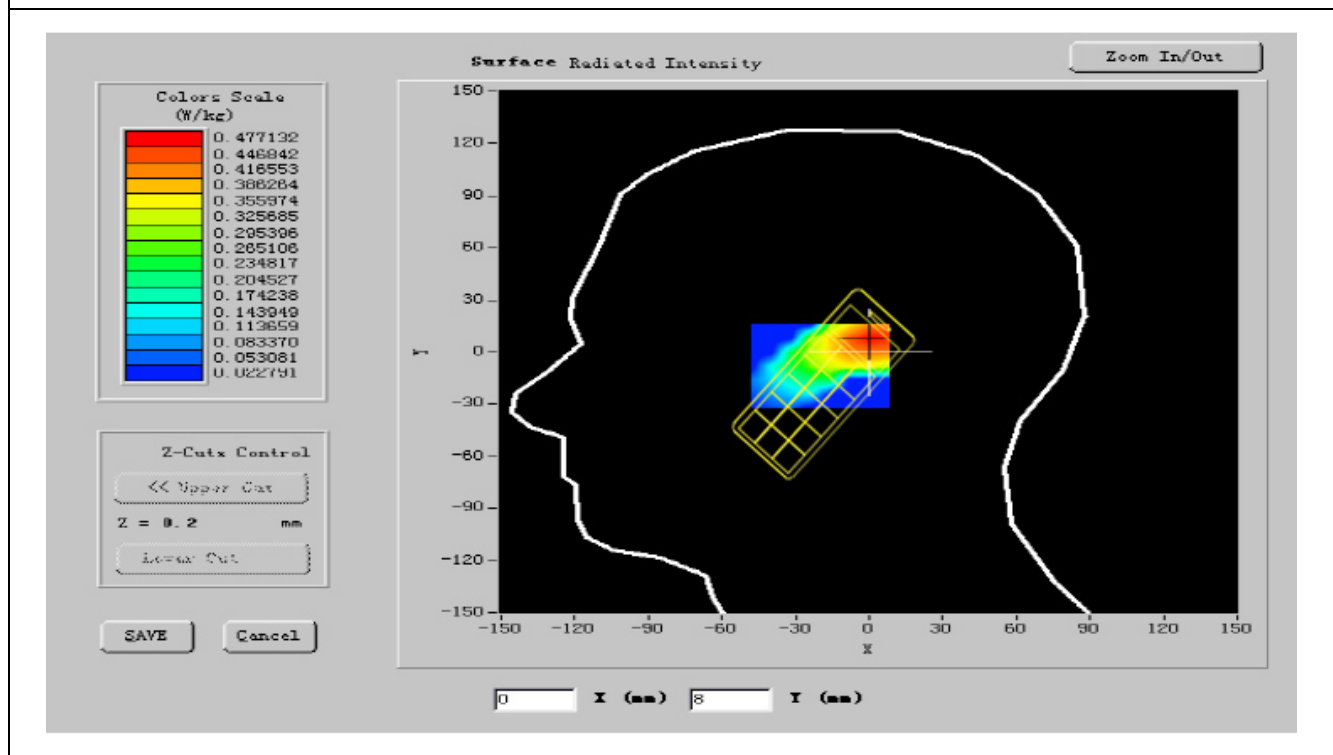 Surface Radiated Intensity
Zoom In/Out
Colors Scale
(W/kg)
0.477132
0.446842
0.416553
0.386264
0.355974
0.325685
0.295396
0.265106
0.234817
0.204527
0.174238
0.143949
0.113659
0.083370
0.053081
0.022791
Z-Cuts Control
<< Upper Cut
Z = 0.2 mm
Lower Cut
SAVE
Cancel
150
120
90
60
30
0
-30
-60
-90
-120
-150
Y
-150 -120 -90 -60 -30 0 30 60 90 120 150
X
0 X (mm) 8 Y (mm)